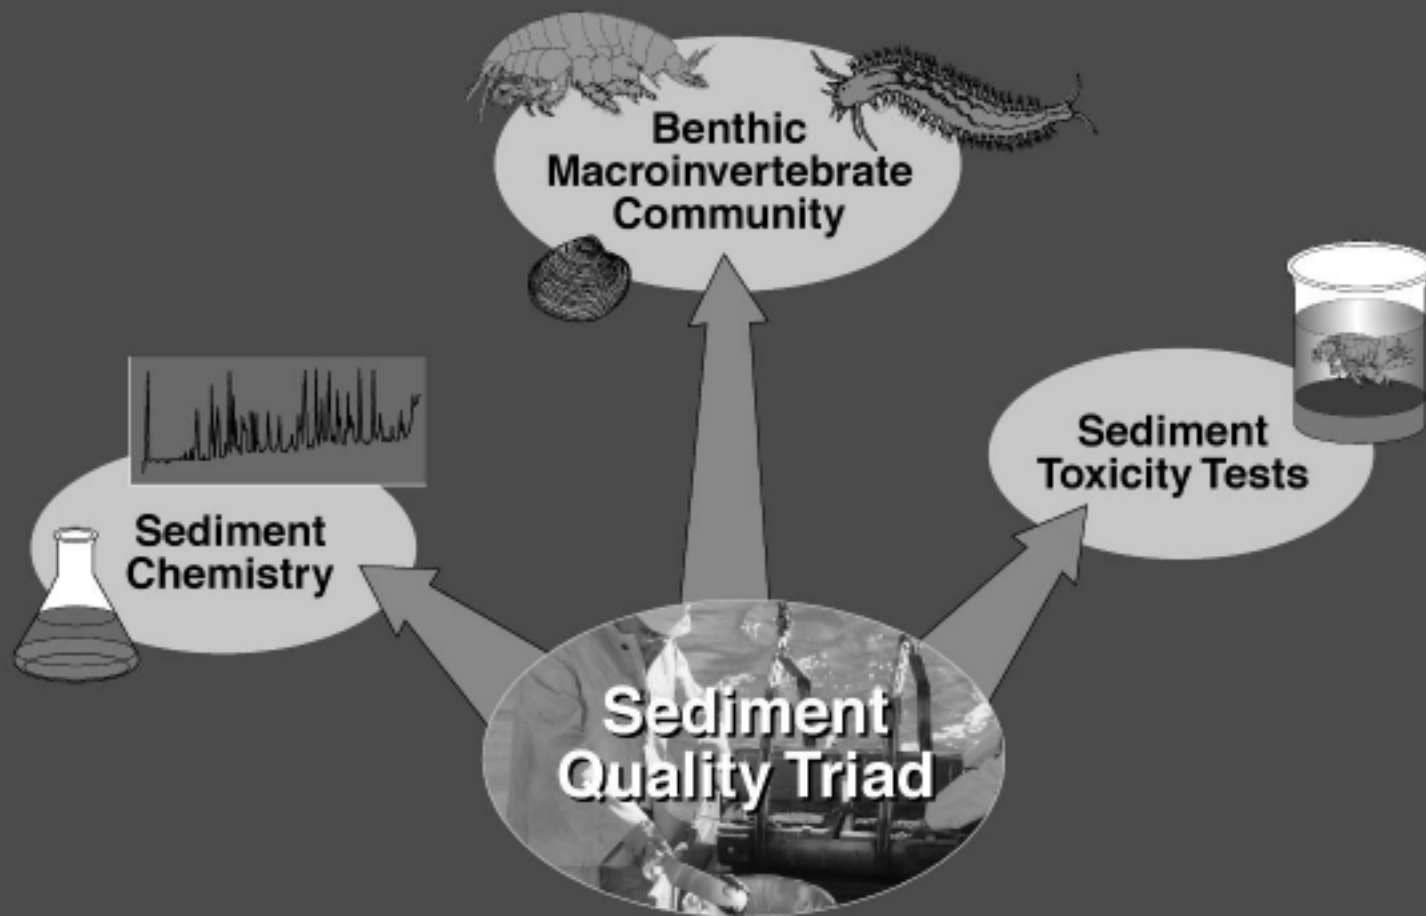 Benthic
Macroinvertebrate
Community
Sediment
Toxicity Tests
Sediment
Chemistry
Sediment
Quality Triad